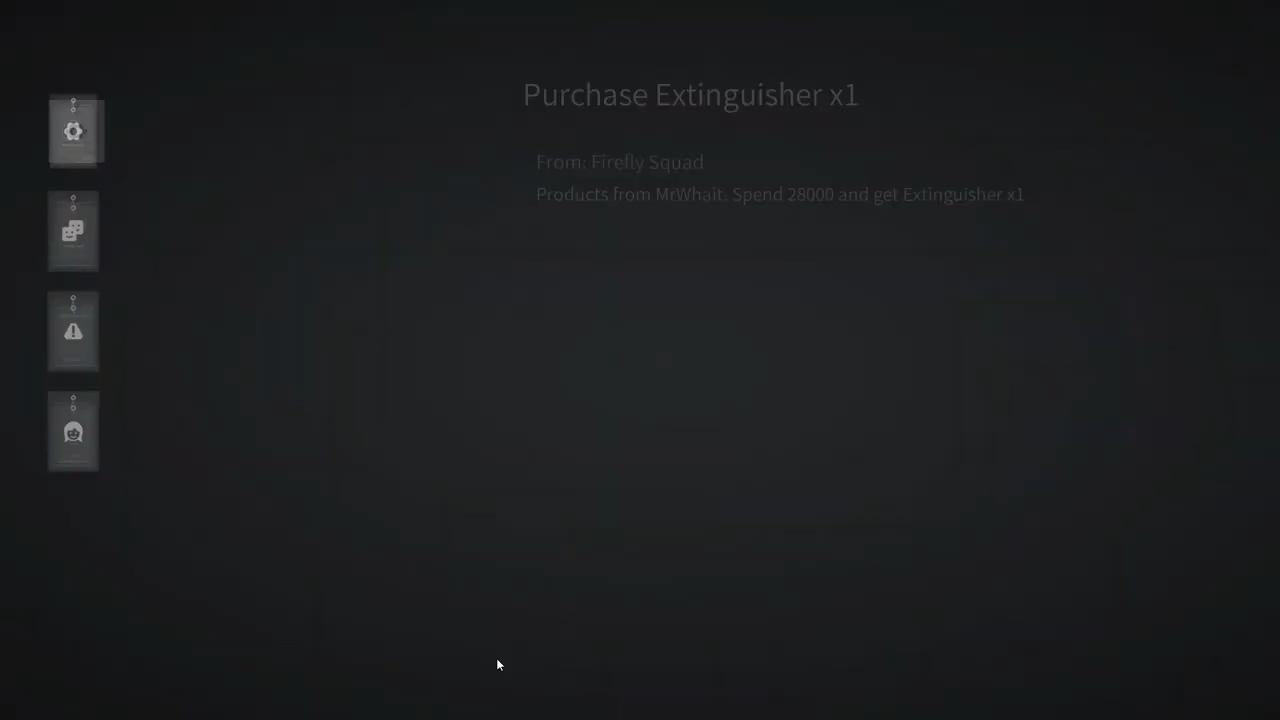 Purchase Extinguisher x1
From: Firefly Squad
Products from MrWhait. Spend 28000 and get Extinguisher x1